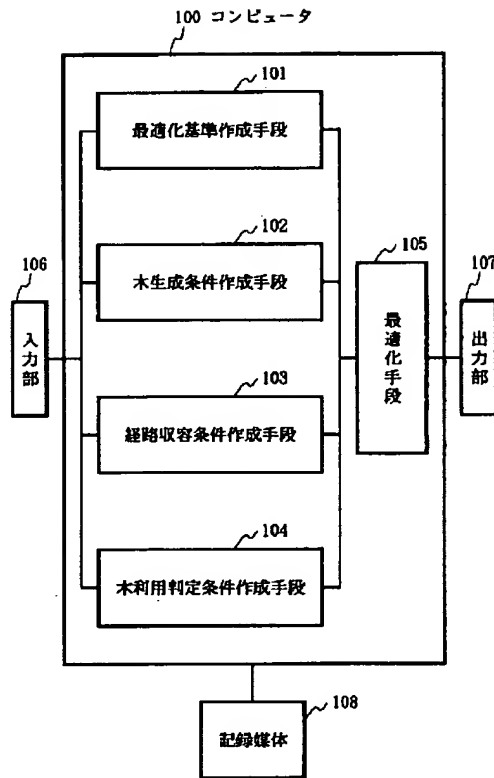 100 コンピュータ
101
最適化基準作成手段
102
木生成条件作成手段
103
経路収容条件作成手段
104
木利用判定条件作成手段
105
最適化手段
106
入力部
107
出力部
108
記録媒体